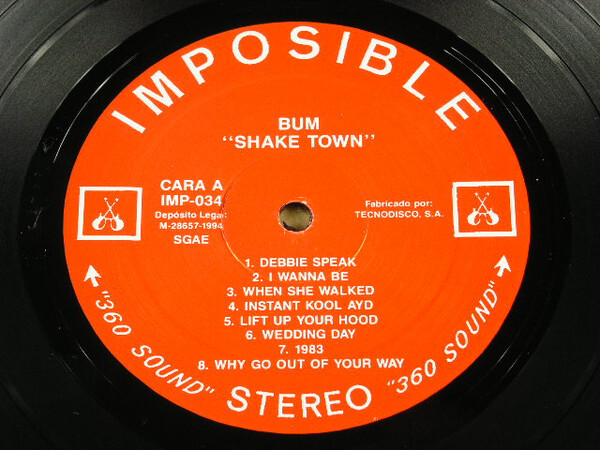 IMPOSIBLE
BUM
“SHAKE TOWN”
CARA A
IMP-034
Depósito Legal:
M-28657-1994
SGAE
Fabricado por:
TECNODISCO, S.A.
1. DEBBIE SPEAK
2. I WANNA BE
3. WHEN SHE WALKED
4. INSTANT KOOL AYD
5. LIFT UP YOUR HOOD
6. WEDDING DAY
7. 1983
8. WHY GO OUT OF YOUR WAY
"360 SOUND" STEREO "360 SOUND"